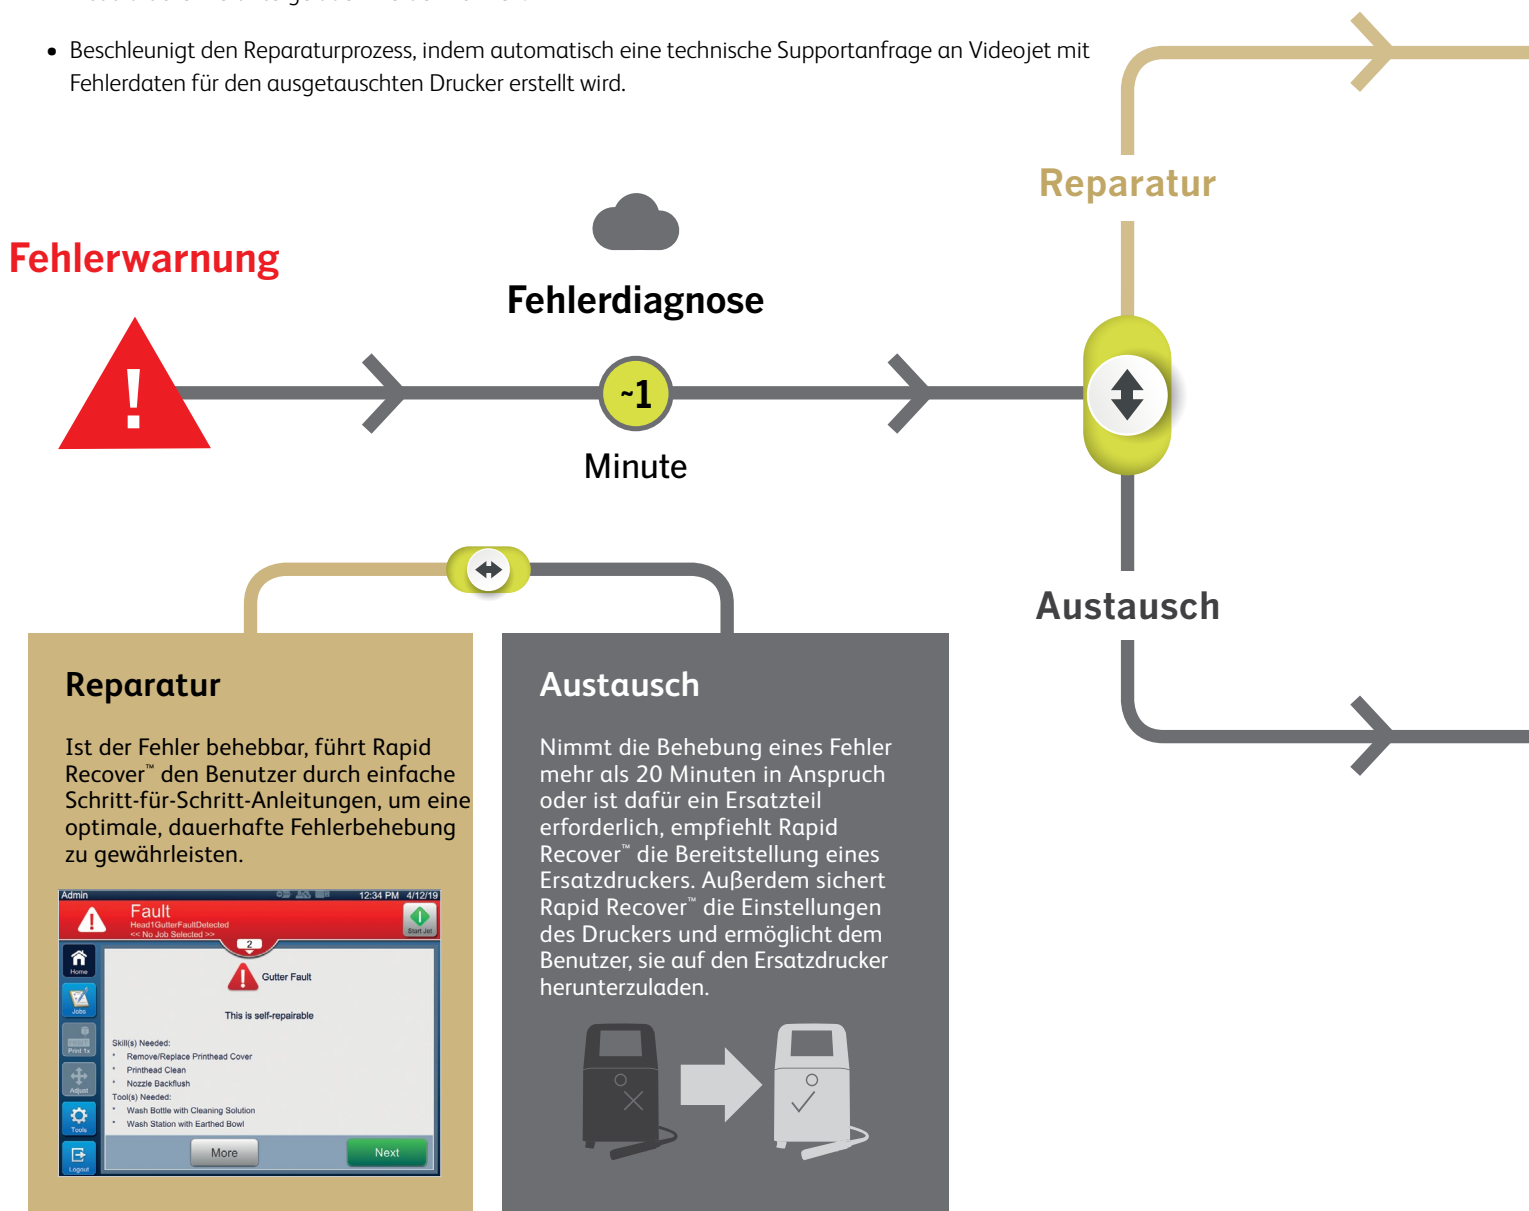 • Beschleunigt den Reparaturprozess, indem automatisch eine technische Supportanfrage an Videojet mit
Fehlerdaten für den ausgetauschten Drucker erstellt wird.
Reparatur
Fehlerwarnung
Fehlerdiagnose
!
~1
Minute
Austausch
Reparatur
Ist der Fehler behebbar, führt Rapid
Recover™ den Benutzer durch einfache
Schritt-für-Schritt-Anleitungen, um eine
optimale, dauerhafte Fehlerbehebung
zu gewährleisten.
Admin
12:34 PM 4/12/19
Fault
Head1GutterFaultDetected
<< No Job Selected >>
Start Jet
2
Home
Gutter Fault
Jobs
This is self-repairable
Print 1x
Skill(s) Needed:
* Remove/Replace Printhead Cover
* Printhead Clean
* Nozzle Backflush
Adjust
Tool(s) Needed:
* Wash Bottle with Cleaning Solution
* Wash Station with Earthed Bowl
Tools
More
Next
Logout
Austausch
Nimmt die Behebung eines Fehler
mehr als 20 Minuten in Anspruch
oder ist dafür ein Ersatzteil
erforderlich, empfiehlt Rapid
Recover™ die Bereitstellung eines
Ersatzdruckers. Außerdem sichert
Rapid Recover™ die Einstellungen
des Druckers und ermöglicht dem
Benutzer, sie auf den Ersatzdrucker
herunterzuladen.